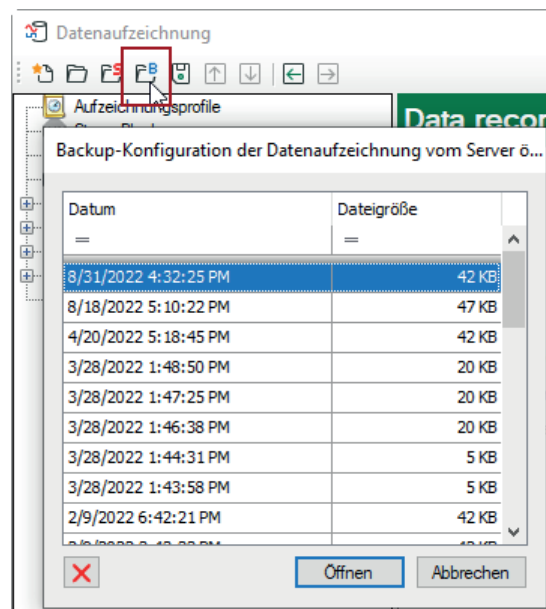 Datenaufzeichnung
Aufzeichnungsprofile
Data recor
Backup-Konfiguration der Datenaufzeichnung vom Server ö...
Datum Dateigröße
= =
8/31/2022 4:32:25 PM 42 KB
8/18/2022 5:10:22 PM 47 KB
4/20/2022 5:18:45 PM 42 KB
3/28/2022 1:48:50 PM 20 KB
3/28/2022 1:47:25 PM 20 KB
3/28/2022 1:46:38 PM 20 KB
3/28/2022 1:44:31 PM 5 KB
3/28/2022 1:43:58 PM 5 KB
2/9/2022 6:42:21 PM 42 KB
Öffnen Abbrechen